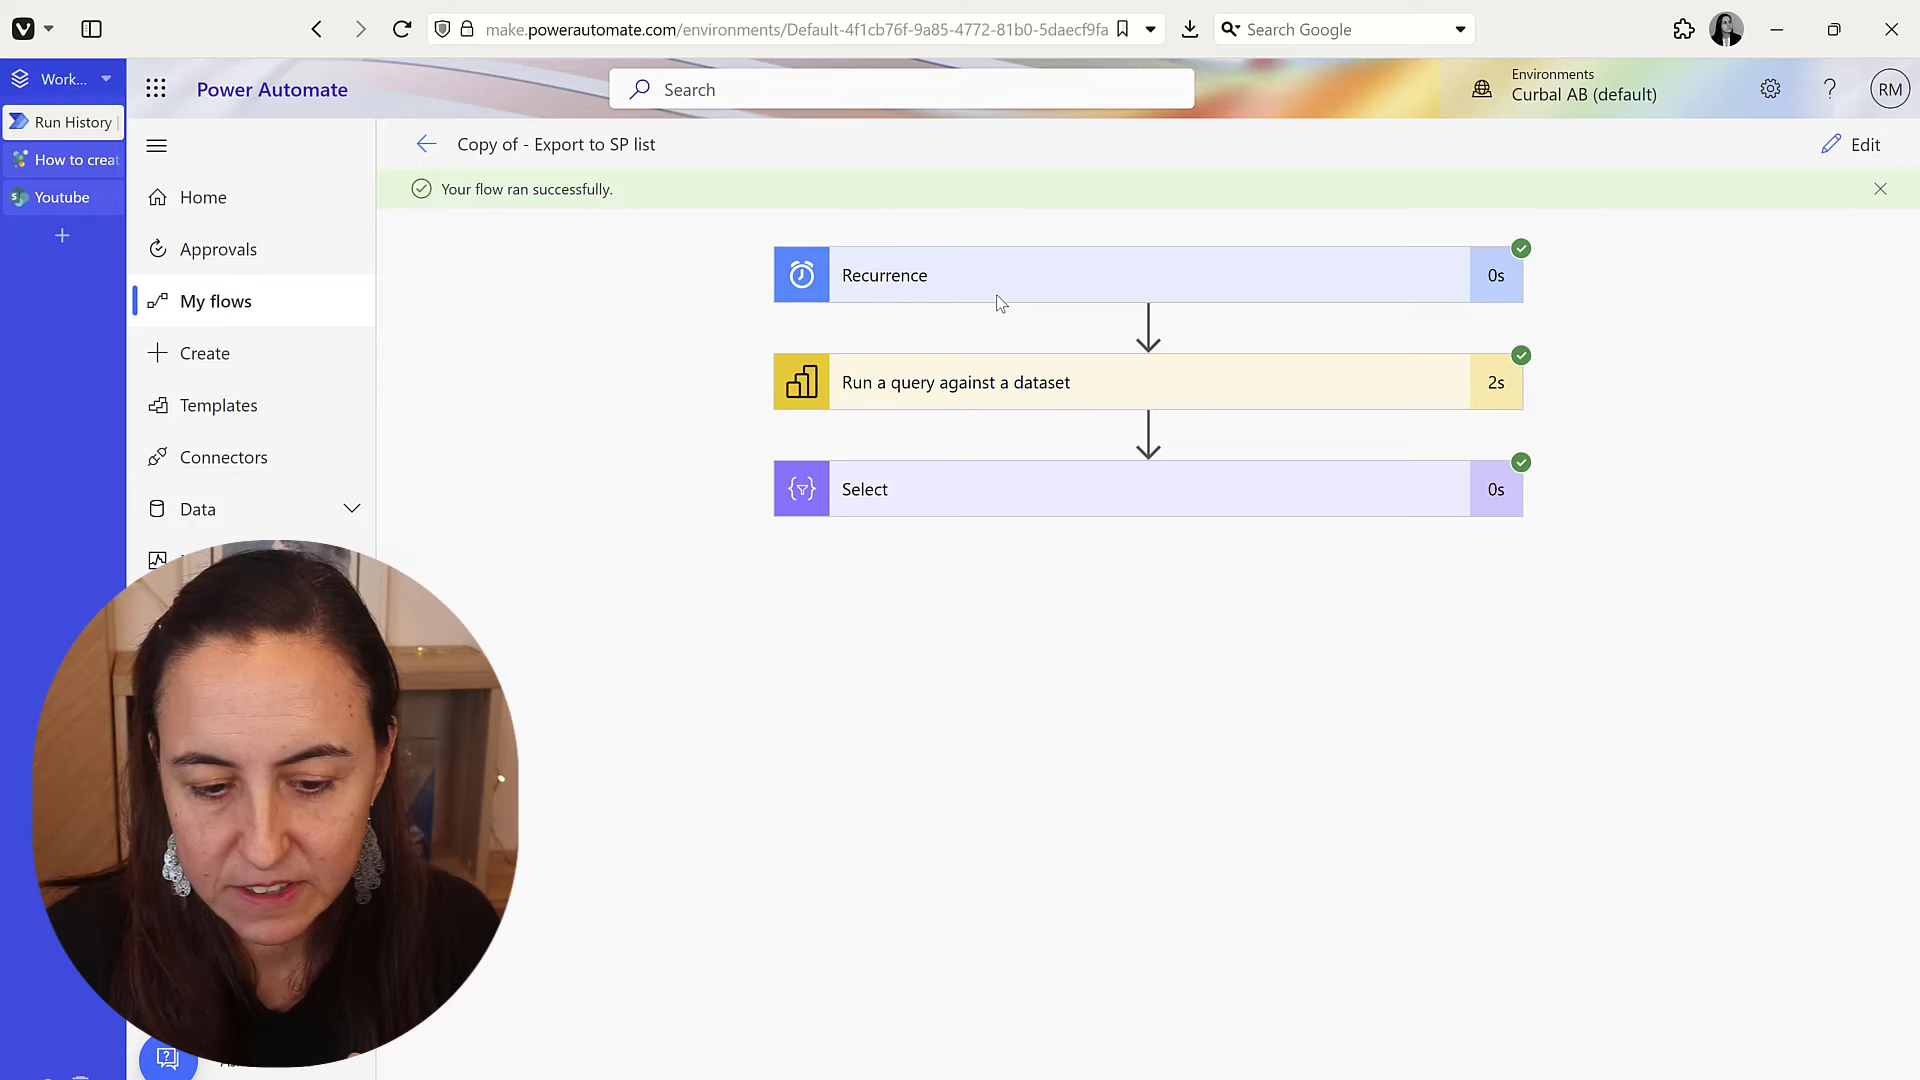 make.powerautomate.com/environments/Default-4f1cb76f-9a85-4772-81b0-5daecf9fa
Search Google
Work...
Power Automate
Search
Environments
Curbal AB (default)
RM
Run History
How to creat
Youtube
Copy of - Export to SP list
Edit
Your flow ran successfully.
Home
Approvals
My flows
Create
Templates
Connectors
Data
Recurrence
0s
Run a query against a dataset
2s
Select
0s